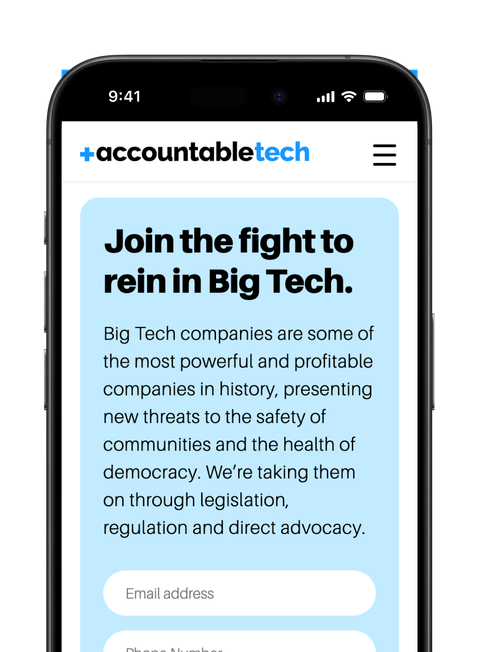 9:41
+accountabletech
Join the fight to
rein in Big Tech.
Big Tech companies are some of
the most powerful and profitable
companies in history, presenting
new threats to the safety of
communities and the health of
democracy. We’re taking them
on through legislation,
regulation and direct advocacy.
Email address
Phone Number